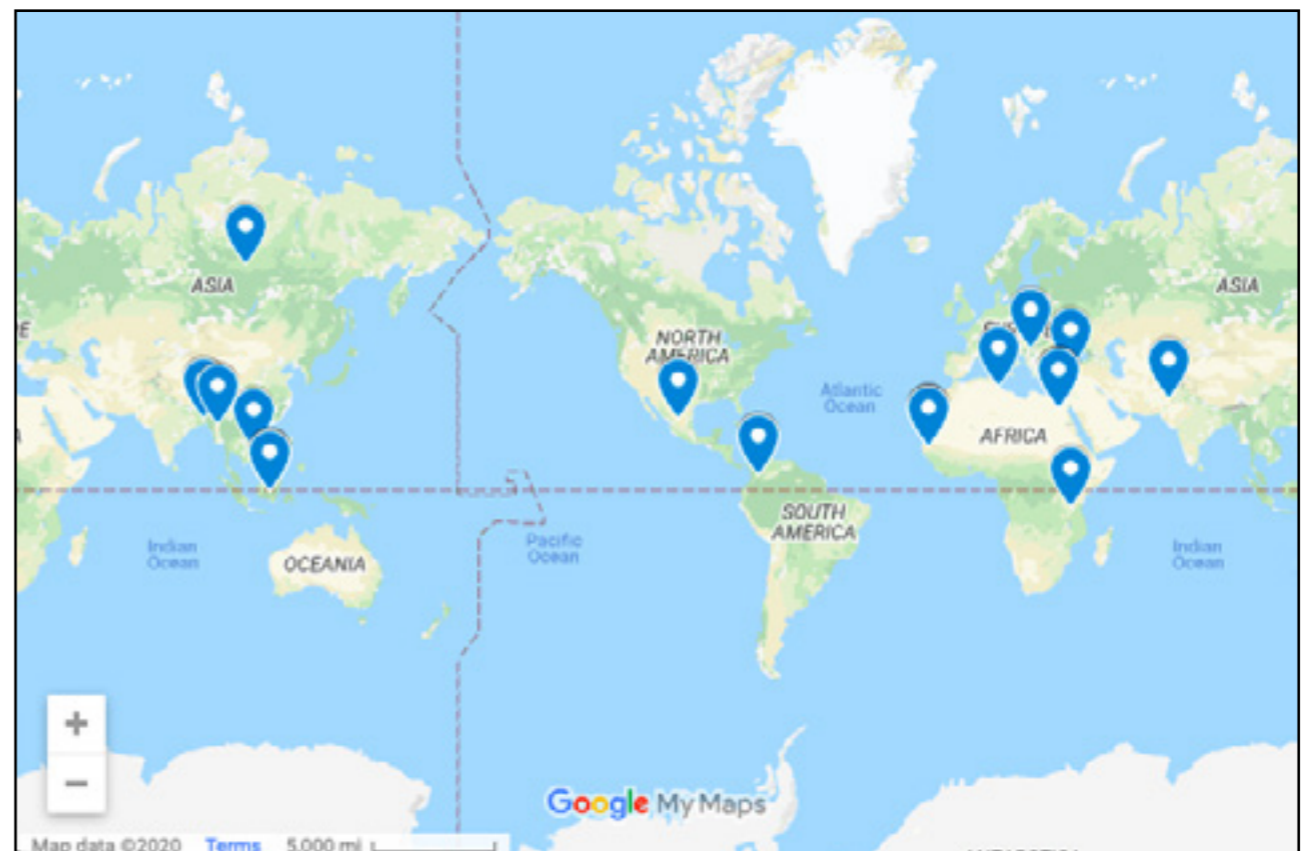 ASIA
ASIA
E
NORTH
AMERICA
Atlantic
Ocean
AFRICA
SOUTH
AMERICA
Indian
Ocean
OCEANIA
Pacific
Ocean
Indian
Ocean
+
−
Google My Maps
Map data ©2020 Terms 5,000 mi